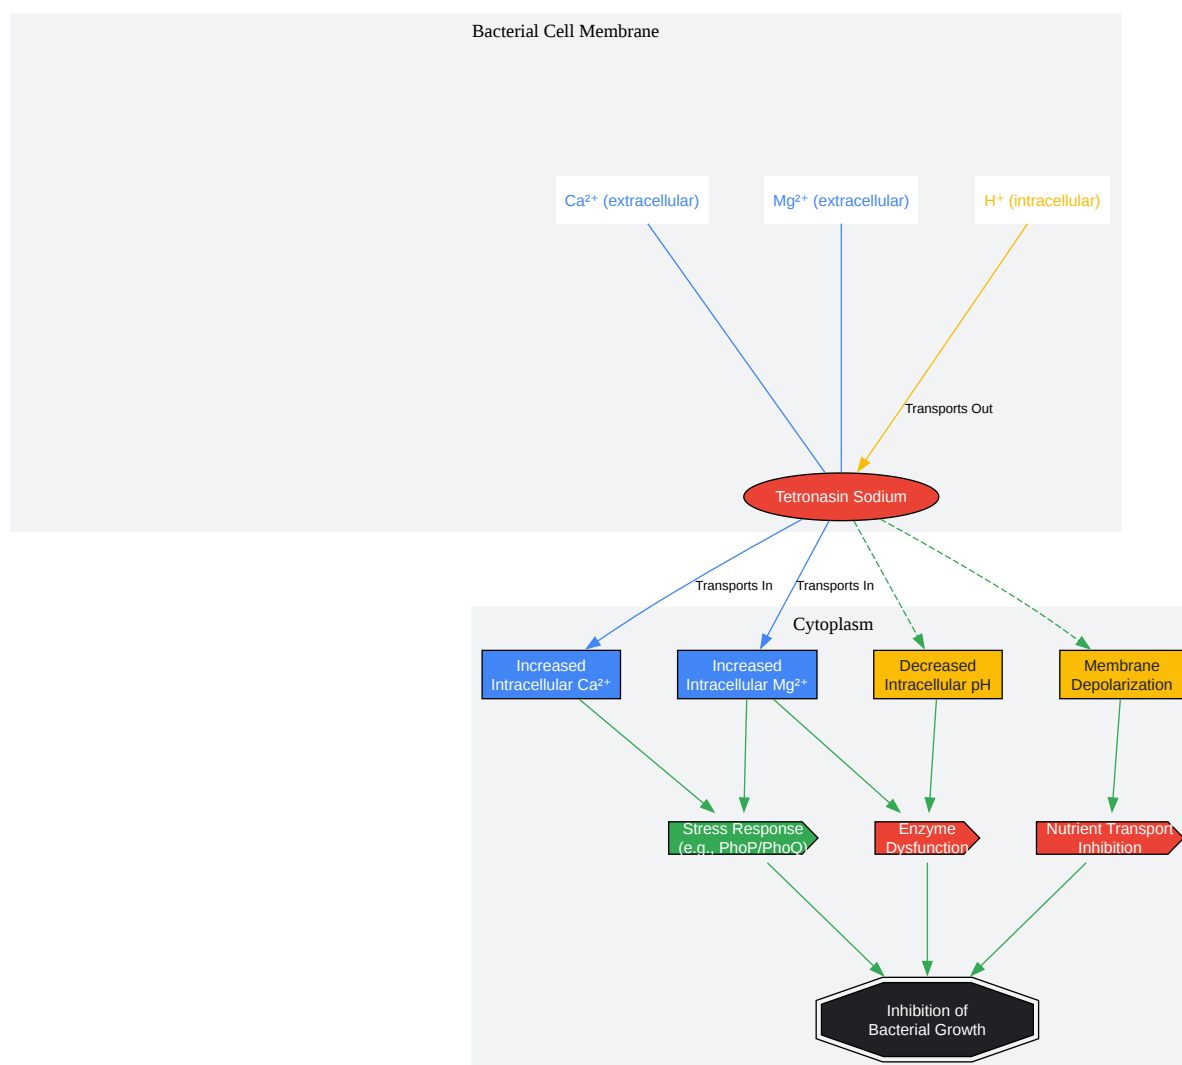 Bacterial Cell Membrane
Ca²⁺ (extracellular)
Mg²⁺ (extracellular)
H⁺ (intracellular)
Transports Out
Tetronasin Sodium
Transports In
Transports In
Cytoplasm
Increased
Intracellular Ca²⁺
Increased
Intracellular Mg²⁺
Decreased
Intracellular pH
Membrane
Depolarization
Stress Response
(e.g., PhoP/PhoQ)
Enzyme
Dysfunction
Nutrient Transport
Inhibition
Inhibition of
Bacterial Growth